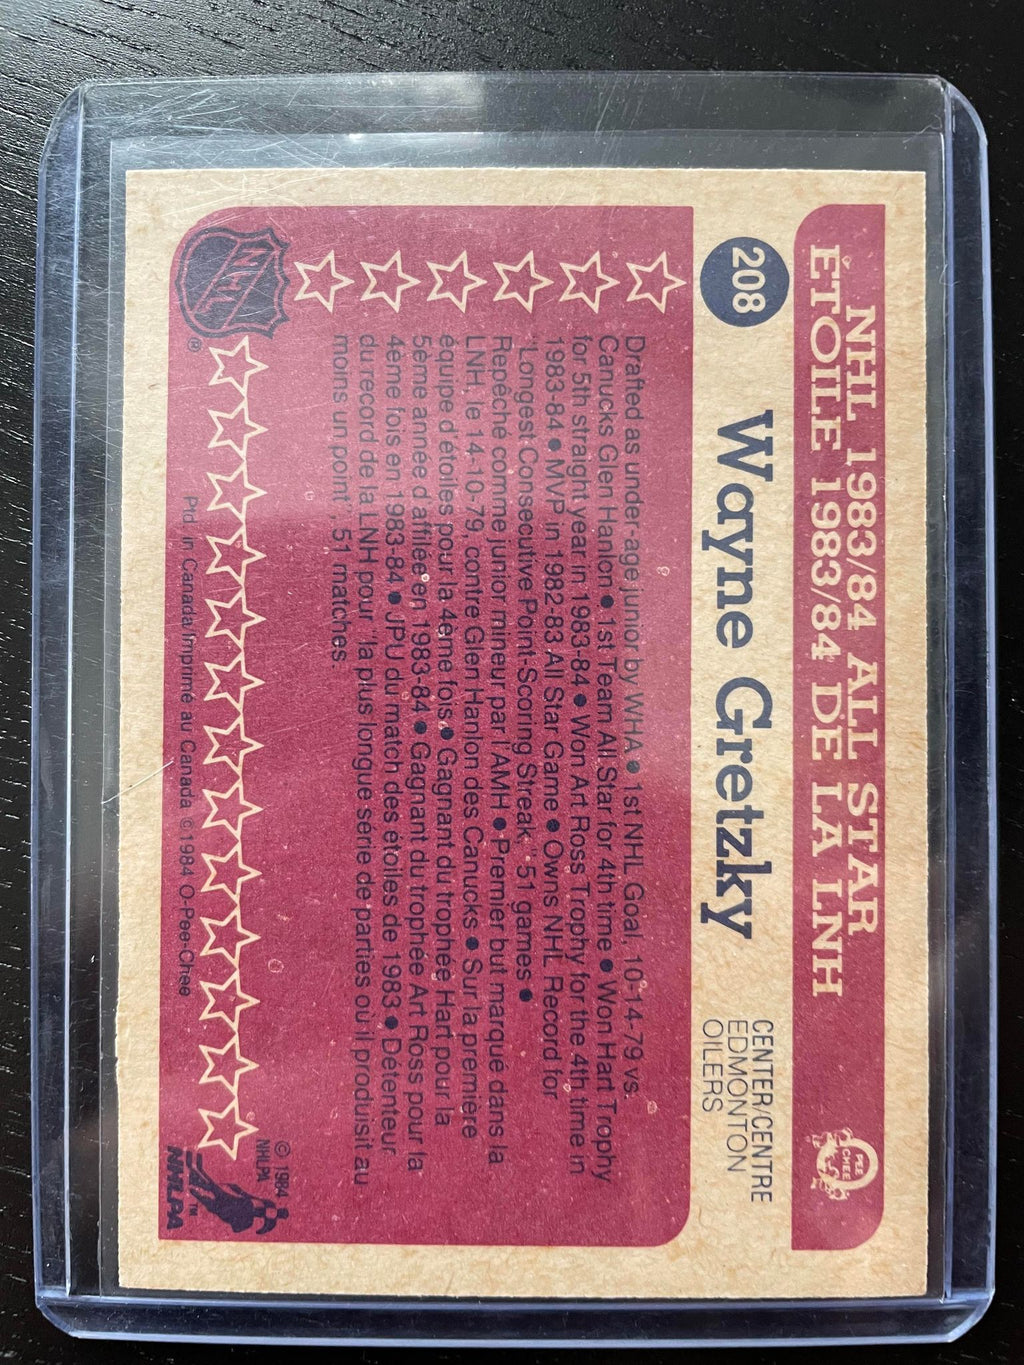 NHL 1983/84 ALL STAR
ÉTOILE 1983/84 DE LA LNH
O
PEE
CHEE
208
Wayne Gretzky
CENTER/CENTRE
EDMONTON
OILERS
Drafted as under-age junior by WHA ● 1st NHL Goal, 10-14-79 vs.
Canucks Glen Hanlon ● 1st Team All Star for 4th time ● Won Hart Trophy
for 5th straight year in 1983-84 ● Won Art Ross Trophy for the 4th time in
1983-84 ● MVP in 1982-83 All Star Game ● Owns NHL Record for
"Longest Consecutive Point-Scoring Streak," 51 games ●
Repêché comme junior mineur par l'AMH ● Premier but marqué dans la
LNH, le 14-10-79, contre Glen Hanlon des Canucks ● Sur la première
équipe d'étoiles pour la 4eme fois ● Gagnant du trophée Hart pour la
5eme année d'affilée en 1983-84 ● Gagnant du trophée Art Ross pour la
4eme fois en 1983-84 ● JPU du match des étoiles de 1983 ● Détenteur
du record de la LNH pour "la plus longue série de parties où il produisit au
moins un point", 51 matches.
NHL
®
© 1984
NHLPA
Ptd. in Canada/Imprimé au Canada ©1984 O-Pee-Chee
NHLPA
TM